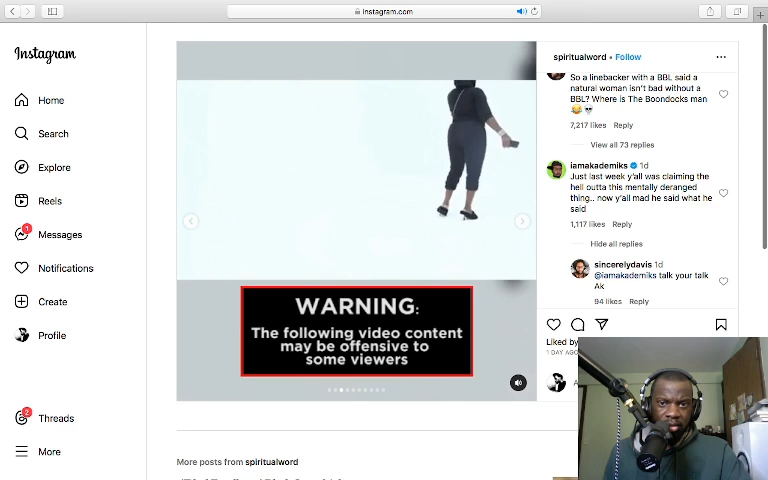 instagram.com
Instagram
Home
Search
Explore
Reels
1
Messages
Notifications
Create
Profile
2
Threads
More
WARNING:
The following video content
may be offensive to
some viewers
spiritualword • Follow
So a linebacker with a BBL said a
natural woman isn't bad without a
BBL? Where is The Boondocks man
😂💀
7,217 likes Reply
View all 73 replies
iamakademiks 1d
Just last week y'all was claiming the
hell outta this mentally deranged
thing.. now y'all mad he said what he
said
1,117 likes Reply
Hide all replies
sincerelydavis 1d
@iamakademiks talk your talk
Ak
94 likes Reply
Liked by
1 DAY AGO
More posts from spiritualword